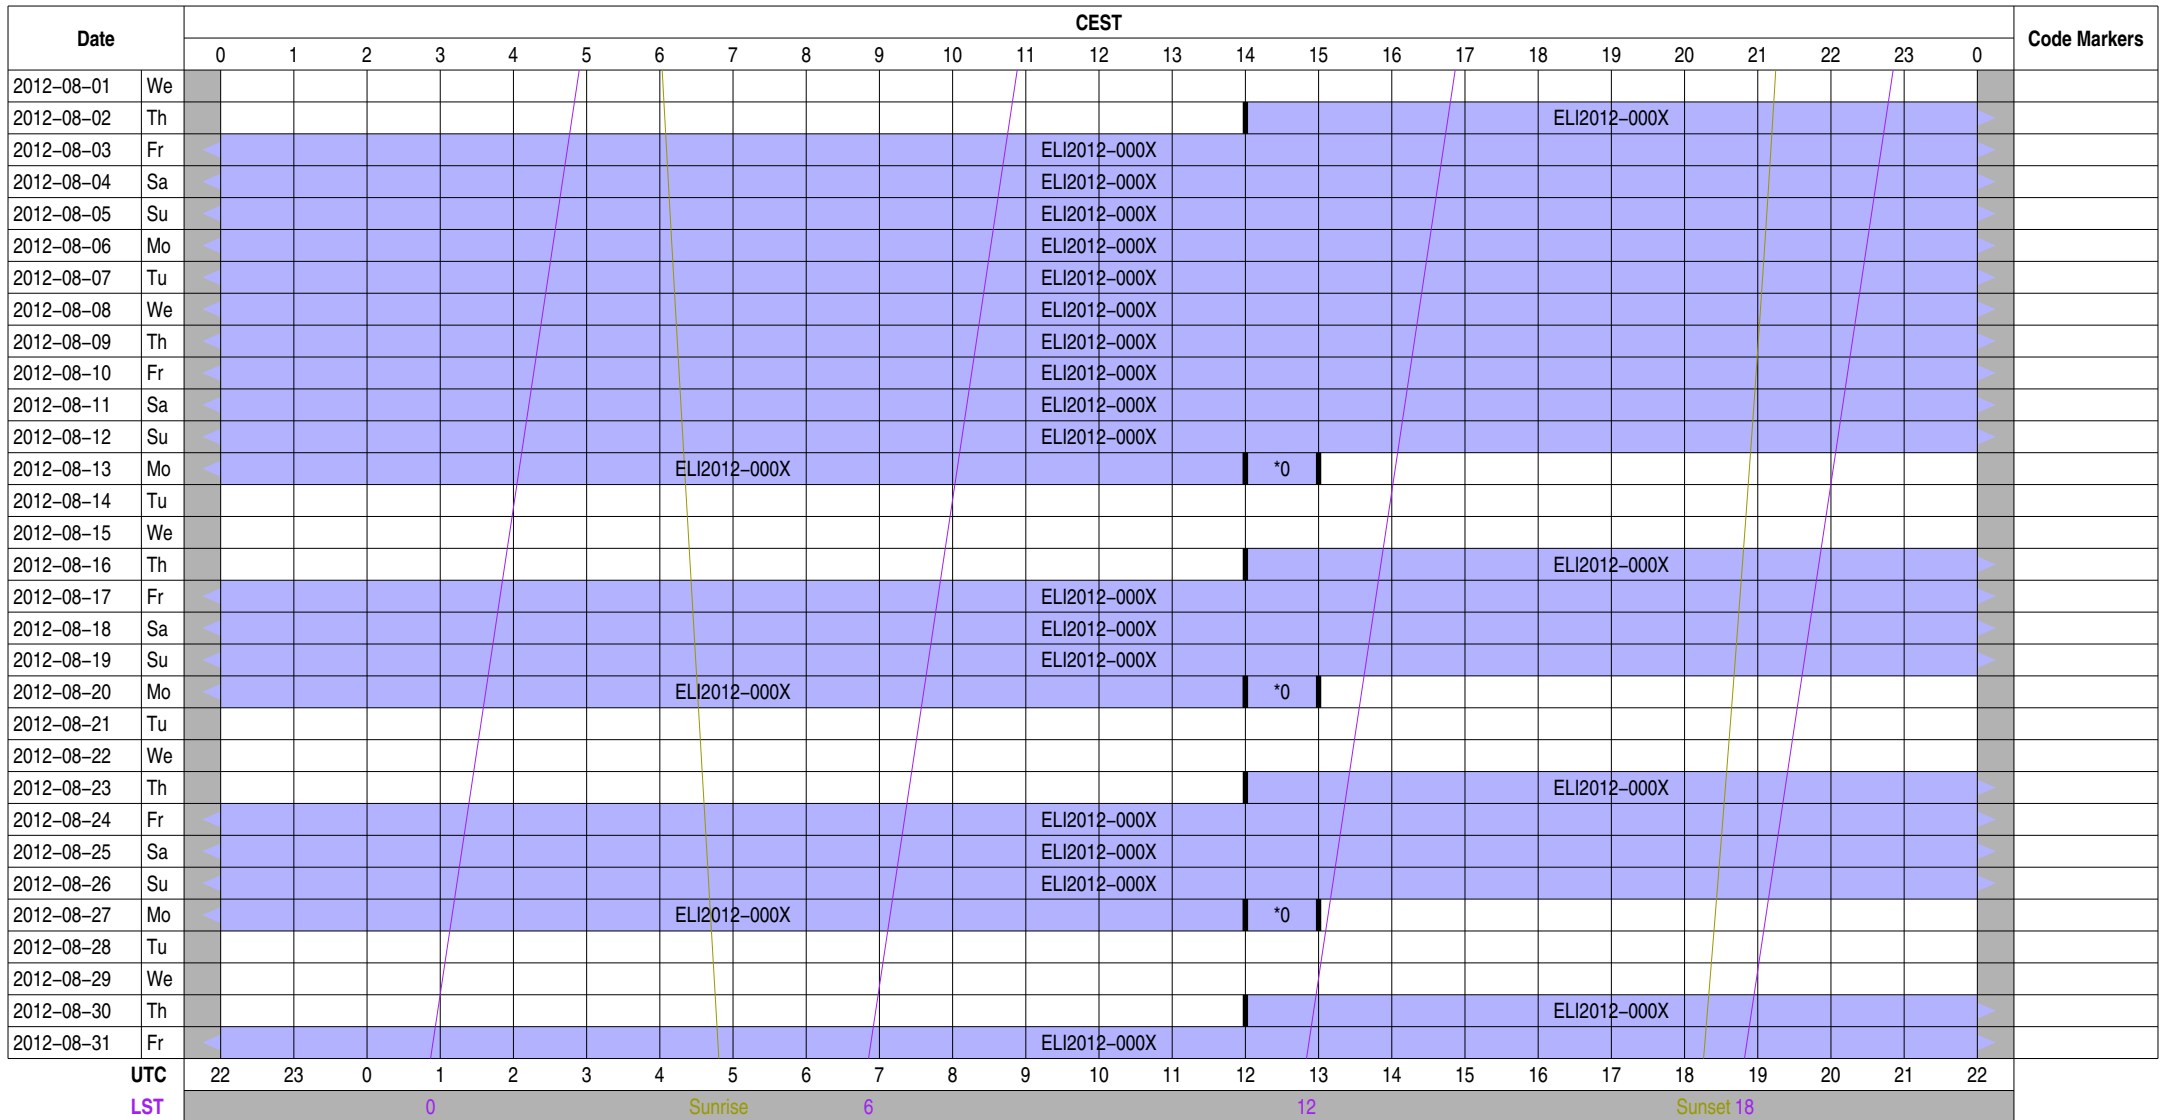 Date CEST Code Markers
0 1 2 3 4 5 6 7 8 9 10 11 12 13 14 15 16 17 18 19 20 21 22 23 0
2012-08-01 We
2012-08-02 Th ELI2012-000X
2012-08-03 Fr ELI2012-000X
2012-08-04 Sa ELI2012-000X
2012-08-05 Su ELI2012-000X
2012-08-06 Mo ELI2012-000X
2012-08-07 Tu ELI2012-000X
2012-08-08 We ELI2012-000X
2012-08-09 Th ELI2012-000X
2012-08-10 Fr ELI2012-000X
2012-08-11 Sa ELI2012-000X
2012-08-12 Su ELI2012-000X
2012-08-13 Mo ELI2012-000X *0
2012-08-14 Tu
2012-08-15 We
2012-08-16 Th ELI2012-000X
2012-08-17 Fr ELI2012-000X
2012-08-18 Sa ELI2012-000X
2012-08-19 Su ELI2012-000X
2012-08-20 Mo ELI2012-000X *0
2012-08-21 Tu
2012-08-22 We
2012-08-23 Th ELI2012-000X
2012-08-24 Fr ELI2012-000X
2012-08-25 Sa ELI2012-000X
2012-08-26 Su ELI2012-000X
2012-08-27 Mo ELI2012-000X *0
2012-08-28 Tu
2012-08-29 We
2012-08-30 Th ELI2012-000X
2012-08-31 Fr ELI2012-000X
UTC 22 23 0 1 2 3 4 5 6 7 8 9 10 11 12 13 14 15 16 17 18 19 20 21 22
LST 0 Sunrise 6 12 Sunset 18